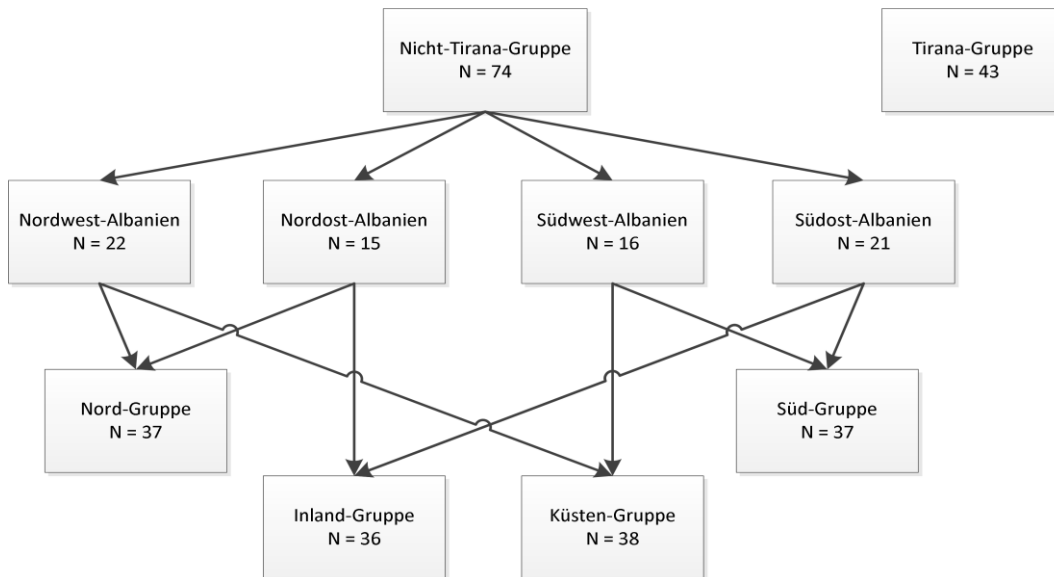 Nicht-Tirana-Gruppe
N = 74
Tirana-Gruppe
N = 43
Nordwest-Albanien
N = 22
Nordost-Albanien
N = 15
Südwest-Albanien
N = 16
Südost-Albanien
N = 21
Nord-Gruppe
N = 37
Süd-Gruppe
N = 37
Inland-Gruppe
N = 36
Küsten-Gruppe
N = 38